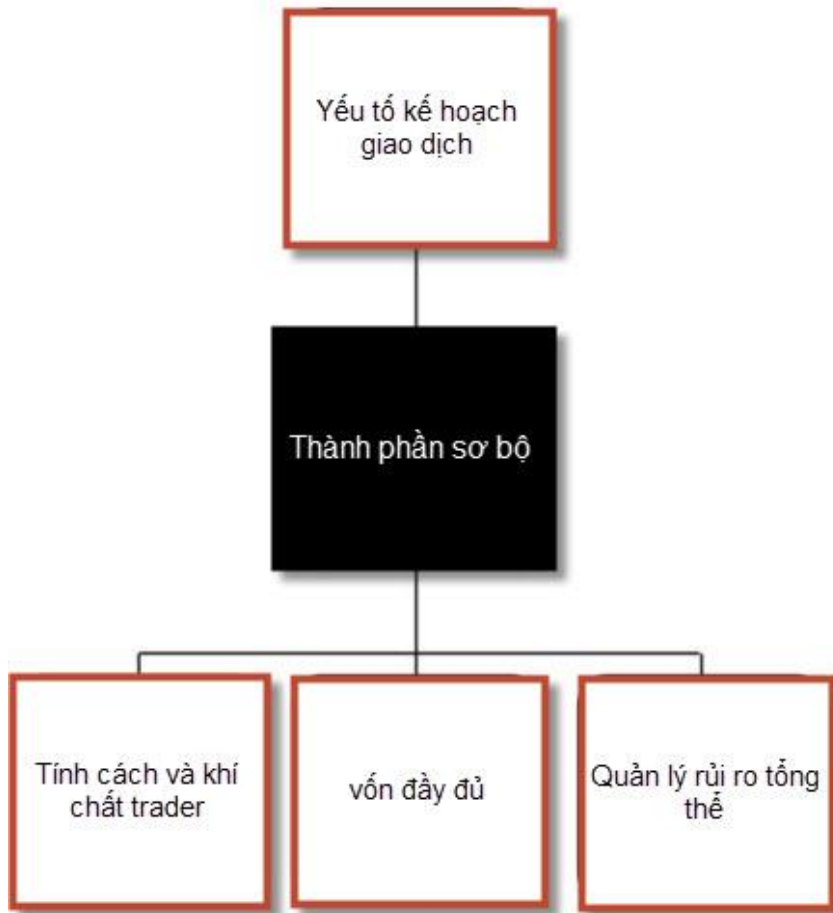 Yếu tố kế hoạch
giao dịch
Thành phần sơ bộ
Tính cách và khí
chất trader
vốn đầy đủ
Quản lý rủi ro tổng
thể